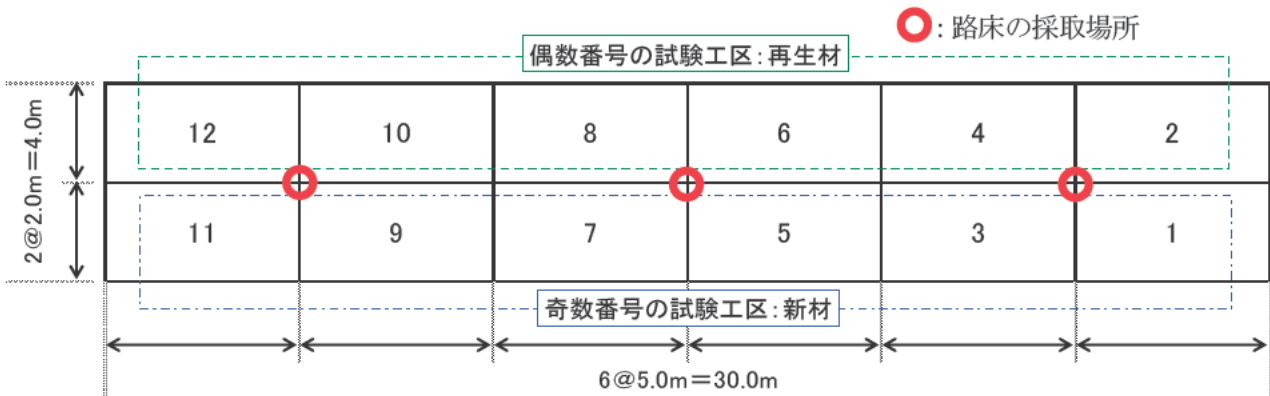 : 路床の採取場所
偶数番号の試験工区:再生材
12 10 8 6 4 2
11 9 7 5 3 1
2@2.0m=4.0m
奇数番号の試験工区:新材
6@5.0m=30.0m